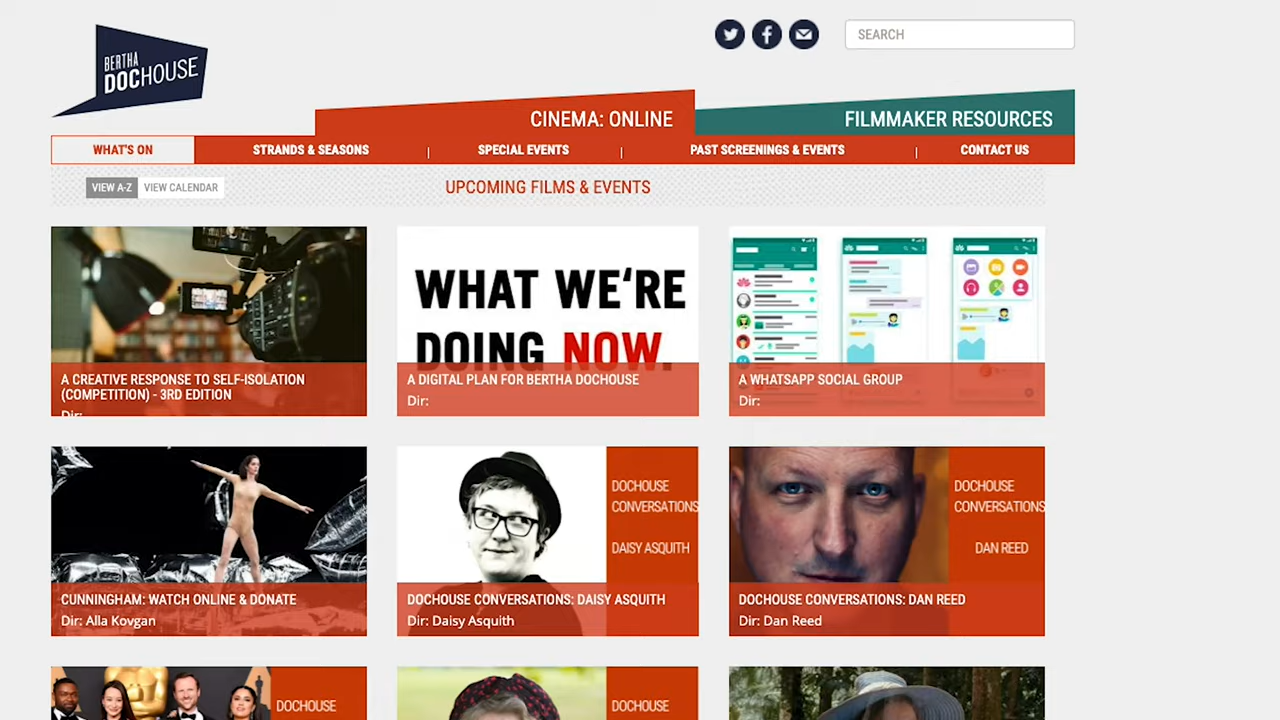 BERTHA
DOCHOUSE
SEARCH
CINEMA: ONLINE
FILMMAKER RESOURCES
WHAT'S ON
STRANDS & SEASONS
SPECIAL EVENTS
PAST SCREENINGS & EVENTS
CONTACT US
VIEW A-Z
VIEW CALENDAR
UPCOMING FILMS & EVENTS
WHAT WE'RE
DOING NOW.
A CREATIVE RESPONSE TO SELF-ISOLATION
(COMPETITION) - 3RD EDITION
Dir:
A DIGITAL PLAN FOR BERTHA DOCHOUSE
Dir:
A WHATSAPP SOCIAL GROUP
Dir:
CUNNINGHAM: WATCH ONLINE & DONATE
Dir: Alla Kovgan
DOCHOUSE
CONVERSATIONS
DAISY ASQUITH
DOCHOUSE CONVERSATIONS: DAISY ASQUITH
Dir: Daisy Asquith
DOCHOUSE
CONVERSATIONS
DAN REED
DOCHOUSE CONVERSATIONS: DAN REED
Dir: Dan Reed
DOCHOUSE
DOCHOUSE